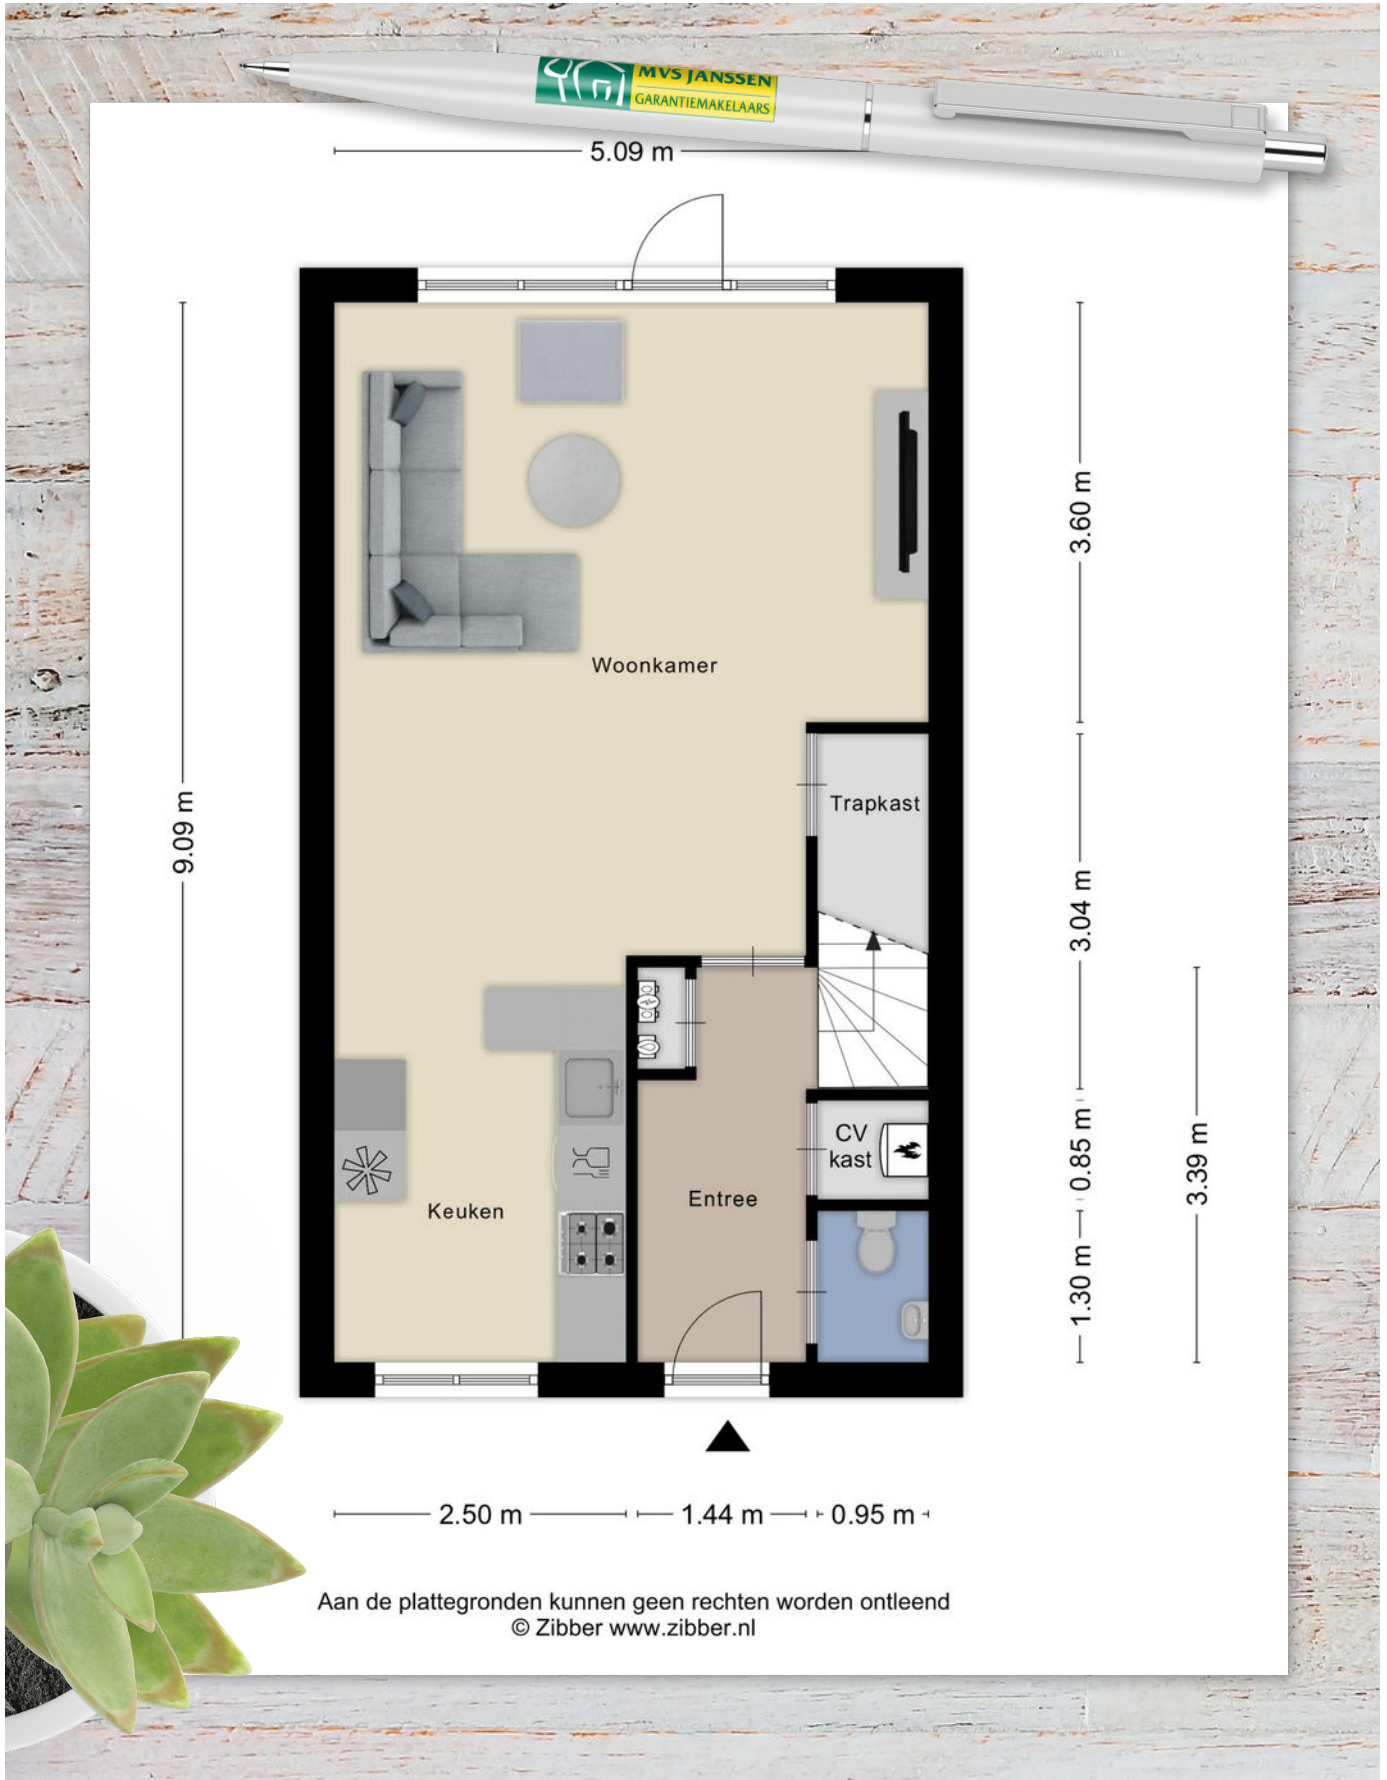 MVS JANSSEN
GARANTIEMAKELAARS
5.09 m
3.60 m
Woonkamer
Trapkast
9.09 m
3.04 m
CV
kast
0.85 m
3.39 m
Entree
Keuken
1.30 m
2.50 m
1.44 m
0.95 m
Aan de plattegronden kunnen geen rechten worden ontleend
© Zibber www.zibber.nl